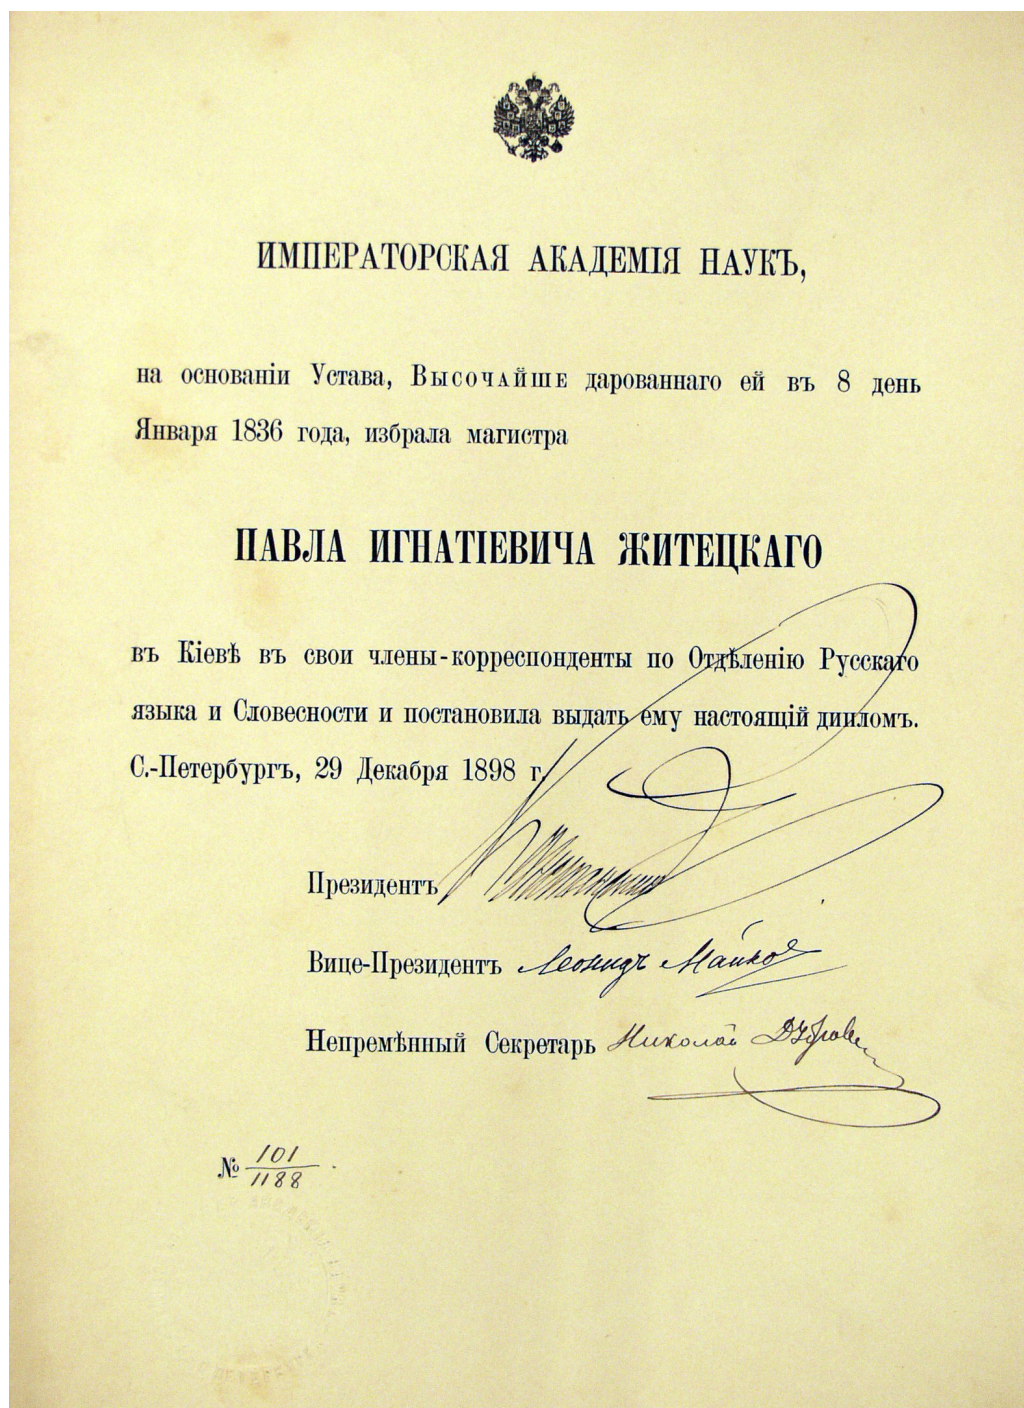 ИМПЕРАТОРСКАЯ АКАДЕМІЯ НАУКЪ,
на основаніи Устава, Высочайше дарованнаго ей въ 8 день
Января 1836 года, избрала магистра
ПАВЛА ИГНАТІЕВИЧА ЖИТЕЦКАГО
въ Кіевѣ въ свои члены-корреспонденты по Отдѣленію Русскаго
языка и Словесности и постановила выдать ему настоящій дипломъ.
С.-Петербургъ, 29 Декабря 1898 г.
Президентъ
Вице-Президентъ Леонидъ Майков
Непремѣнный Секретарь Николай
№ 101
1188